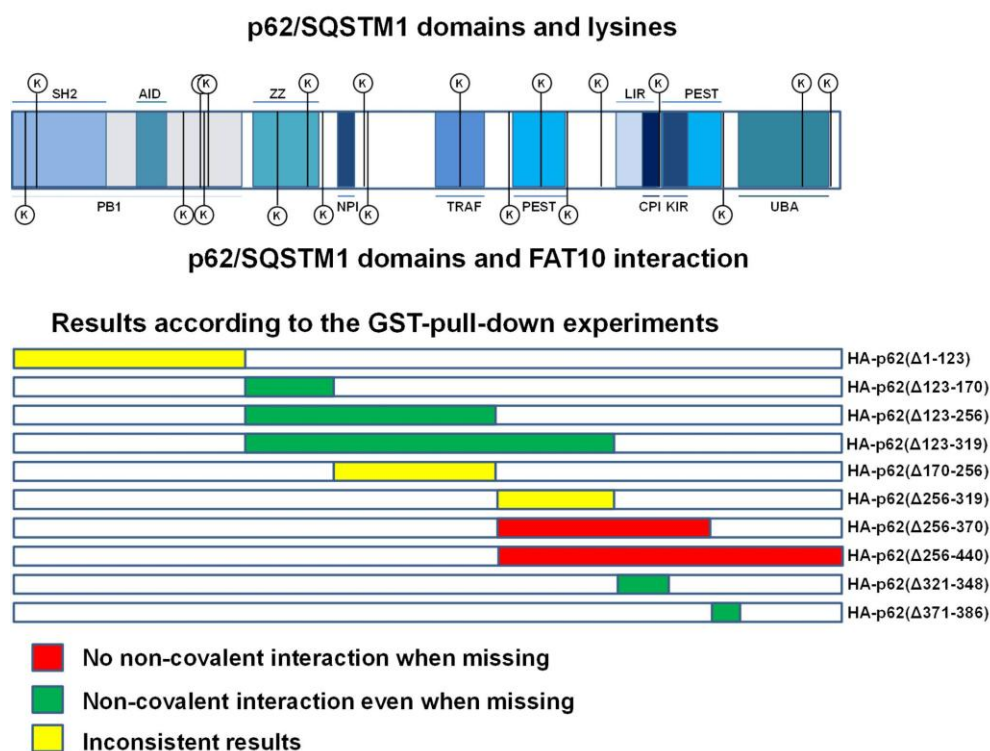 p62/SQSTM1 domains and lysines
K K K K K K K K K
SH2 AID ZZ LIR PEST
PB1 NPI TRAF PEST CPI KIR UBA
K K K K K K K K K
p62/SQSTM1 domains and FAT10 interaction
Results according to the GST-pull-down experiments
HA-p62(Δ1-123)
HA-p62(Δ123-170)
HA-p62(Δ123-256)
HA-p62(Δ123-319)
HA-p62(Δ170-256)
HA-p62(Δ256-319)
HA-p62(Δ256-370)
HA-p62(Δ256-440)
HA-p62(Δ321-348)
HA-p62(Δ371-386)
No non-covalent interaction when missing
Non-covalent interaction even when missing
Inconsistent results